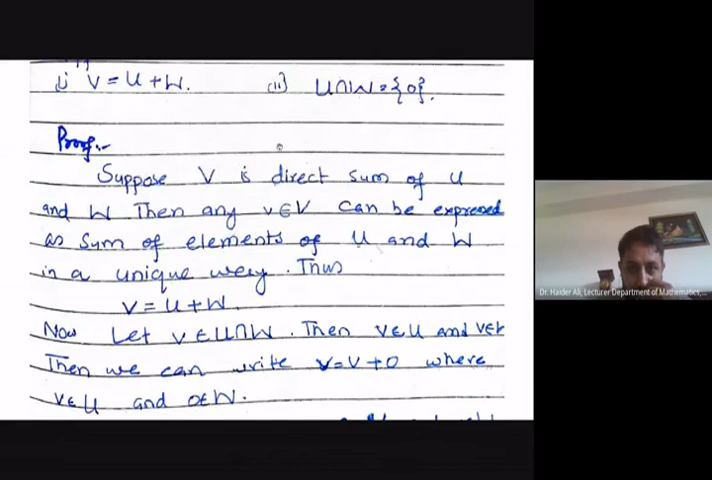 (i) V = U + W. (ii) U∩W = {0}.
Proof:-
Suppose V is direct sum of U
and W Then any v∈V can be expressed
as sum of elements of U and W
in a unique way. Thus
V = U + W
Now Let v∈U∩W. Then v∈U and v∈
Then we can write v=v+0 where
v∈U and 0∈W.
Dr. Haider Ali, Lecturer Department of Mathematics,...